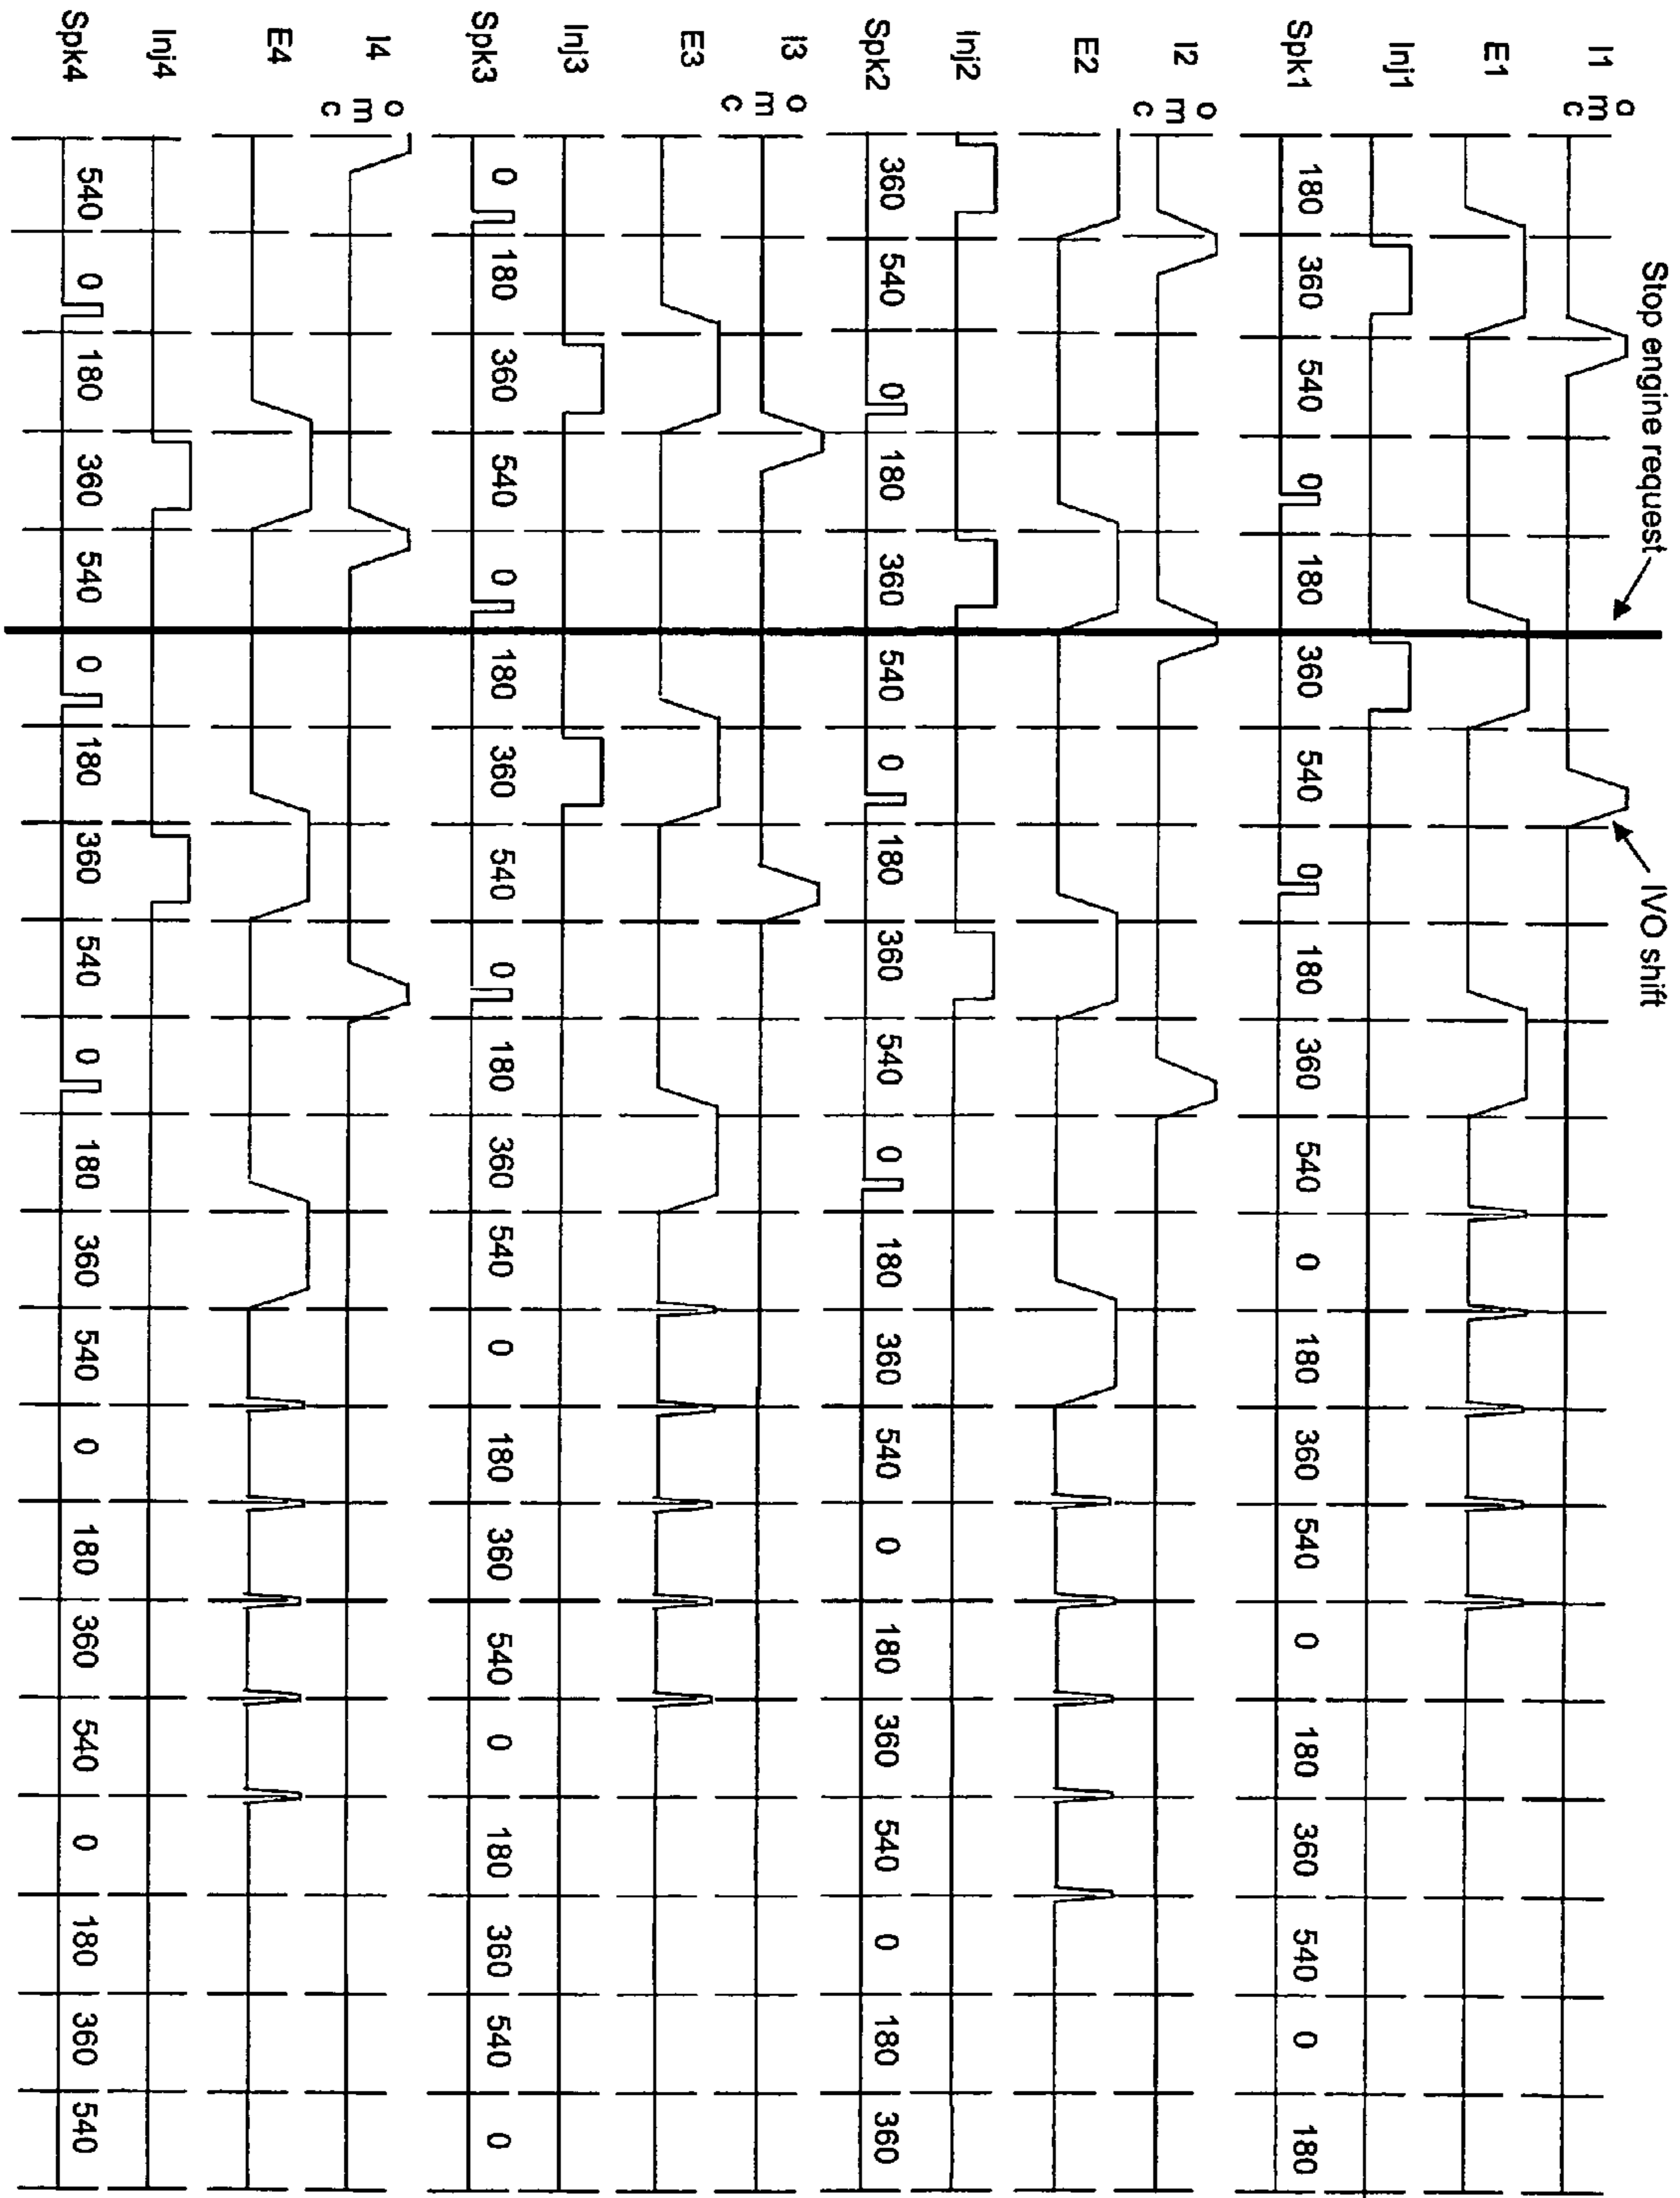 Stop engine request
IVO shift
I1
o
m
c
E1
Inj1
Spk1 180 360 540 0 180 360 540 0 180 360 540 0 180 360 540 0 180 360 540 0 180
I2
o
m
c
E2
Inj2
Spk2 360 540 0 180 360 540 0 180 360 540 0 180 360 540 0 180 360 540 0 180 360
I3
o
m
c
E3
Inj3
Spk3 0 180 360 540 0 180 360 540 0 180 360 540 0 180 360 540 0 180 360 540 0
I4
o
m
c
E4
Inj4
Spk4 540 0 180 360 540 0 180 360 540 0 180 360 540 0 180 360 540 0 180 360 540